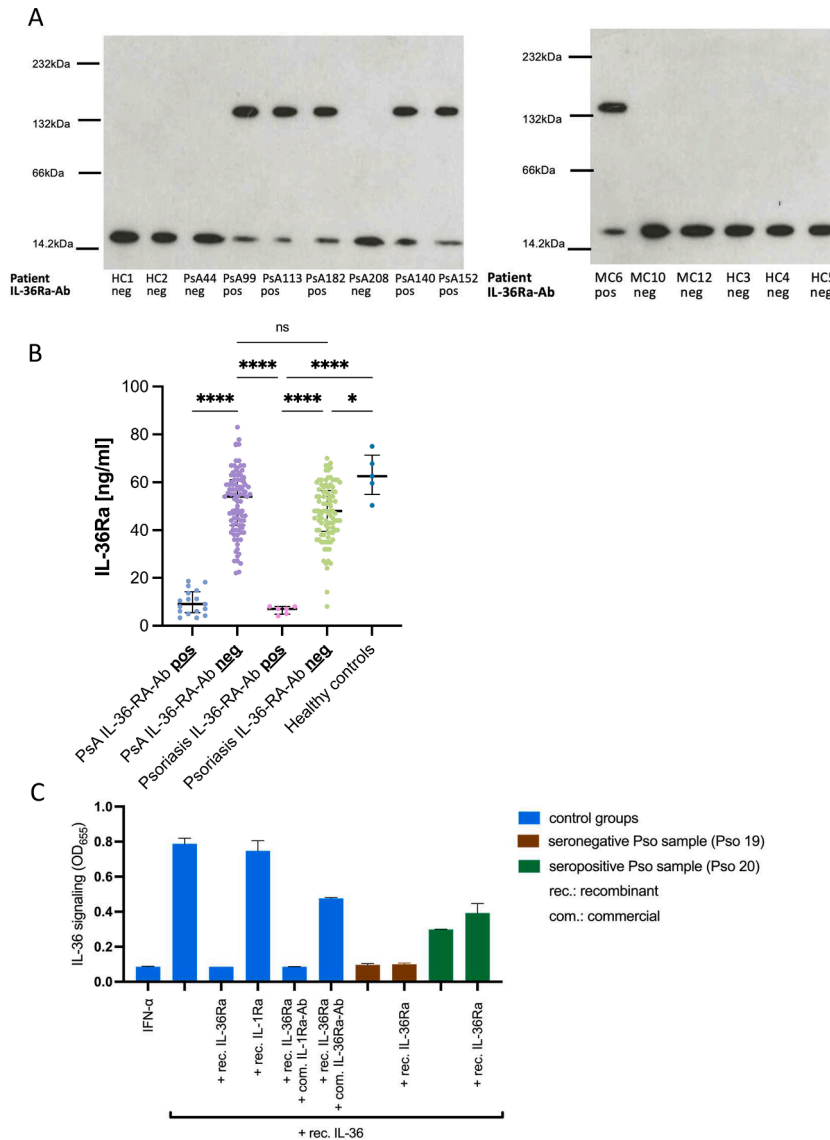 A
232kDa
132kDa
66kDa
14.2kDa
Patient HC1 HC2 PsA44 PsA99 PsA113 PsA182 PsA208 PsA140 PsA152
IL-36Ra-Ab neg neg neg pos pos pos neg pos pos
232kDa
132kDa
66kDa
14.2kDa
Patient MC6 MC10 MC12 HC3 HC4 HC5
IL-36Ra-Ab pos neg neg neg neg neg
B
ns
**** ****
**** **** *
IL-36Ra [ng/ml]
100
80
60
40
20
0
PsA IL-36-RA-Ab pos
PsA IL-36-RA-Ab neg
Psoriasis IL-36-RA-Ab pos
Psoriasis IL-36-RA-Ab neg
Healthy controls
C
IL-36 signaling (OD655)
1.0
0.8
0.6
0.4
0.2
0.0
IFN-α
+ rec. IL-36Ra
+ rec. IL-1Ra
+ rec. IL-36Ra
+ com. IL-1Ra-Ab
+ rec. IL-36Ra
+ com. IL-36Ra-Ab
+ rec. IL-36Ra
+ rec. IL-36Ra
+ rec. IL-36
control groups
seronegative Pso sample (Pso 19)
seropositive Pso sample (Pso 20)
rec.: recombinant
com.: commercial